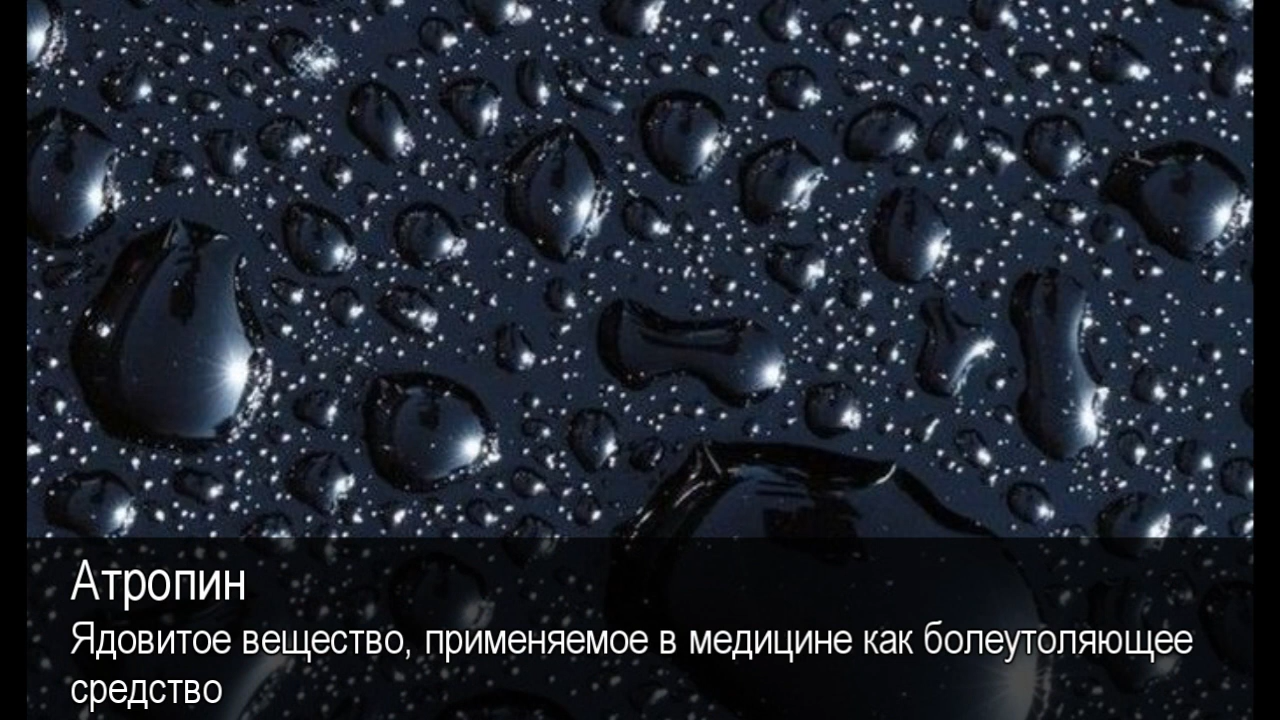 Атропин
Ядовитое вещество, применяемое в медицине как болеутоляющее
средство